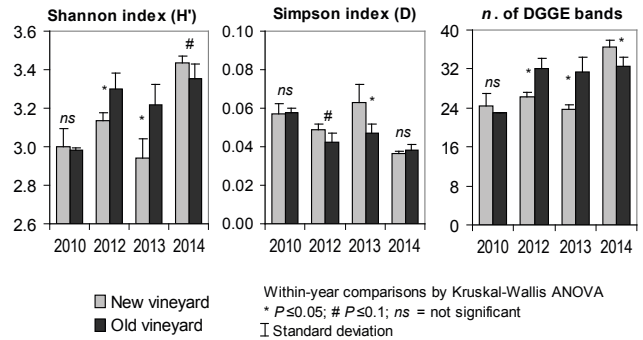 Shannon index (H')
3.6
3.4
3.2
3.0
2.8
2.6
ns
*
*
#
2010 2012 2013 2014
Simpson index (D)
0.10
0.08
0.06
0.04
0.02
0.00
ns
#
*
ns
2010 2012 2013 2014
n. of DGGE bands
40
32
24
16
8
0
ns
*
*
*
2010 2012 2013 2014
New vineyard
Old vineyard
Within-year comparisons by Kruskal-Wallis ANOVA
* P≤0.05; # P≤0.1; ns = not significant
Standard deviation